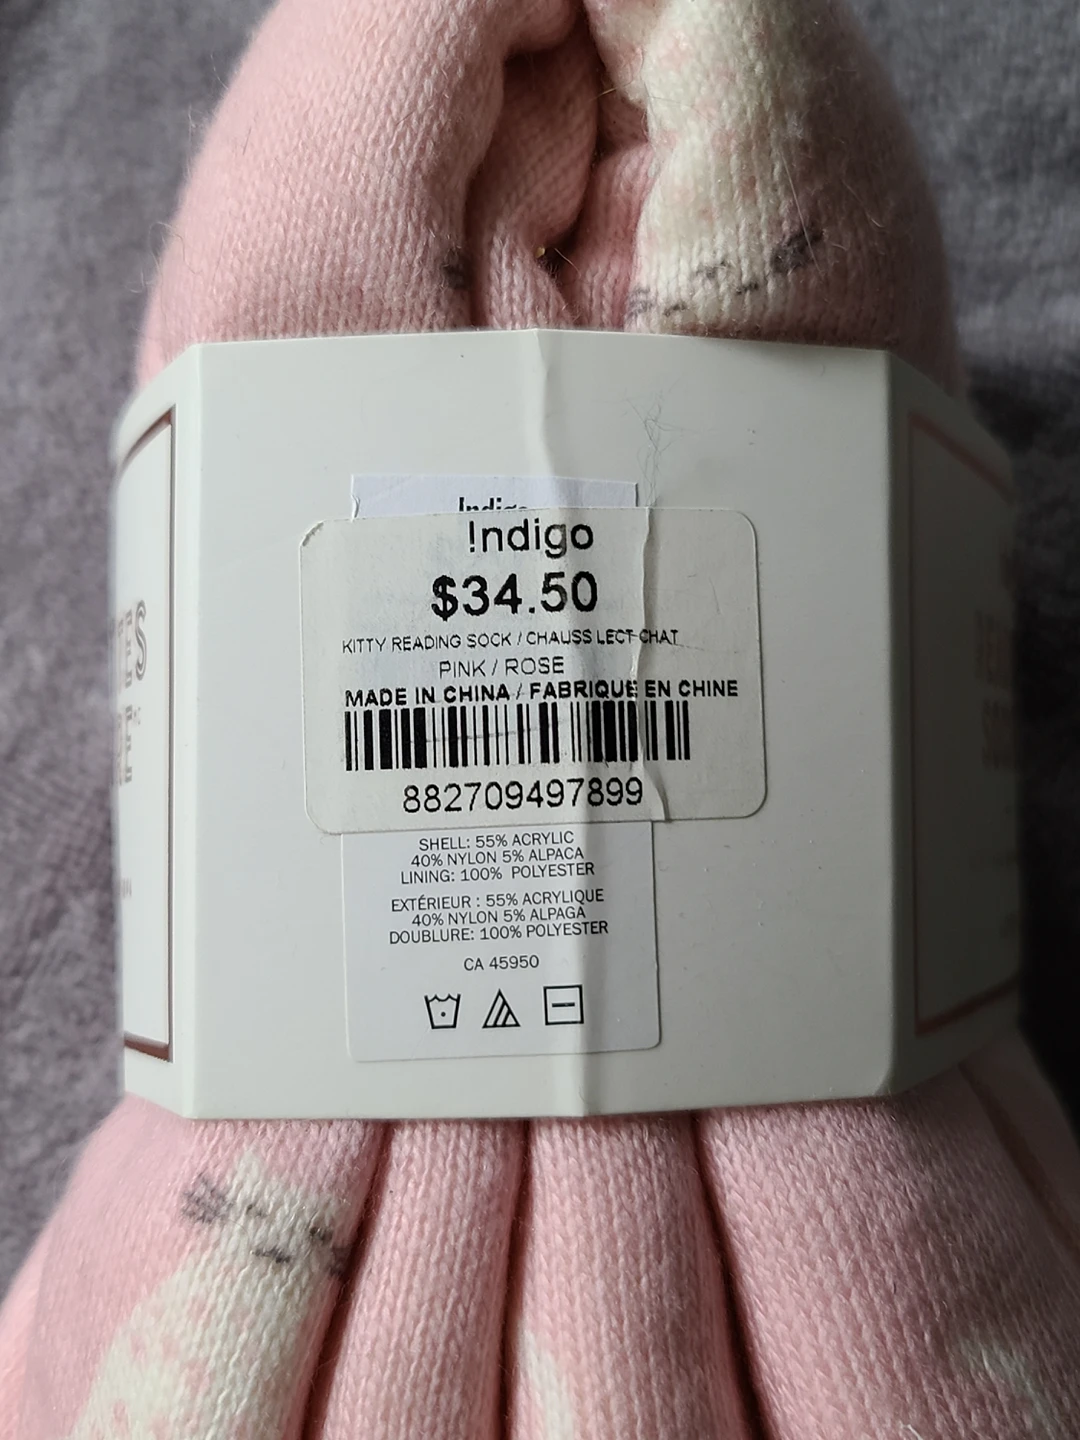 !ndigo
$34.50
KITTY READING SOCK / CHAUSS LECT CHAT
PINK / ROSE
MADE IN CHINA / FABRIQUE EN CHINE
882709497899
SHELL: 55% ACRYLIC
40% NYLON 5% ALPACA
LINING: 100% POLYESTER
EXTÉRIEUR : 55% ACRYLIQUE
40% NYLON 5% ALPAGA
DOUBLURE: 100% POLYESTER
CA 45950